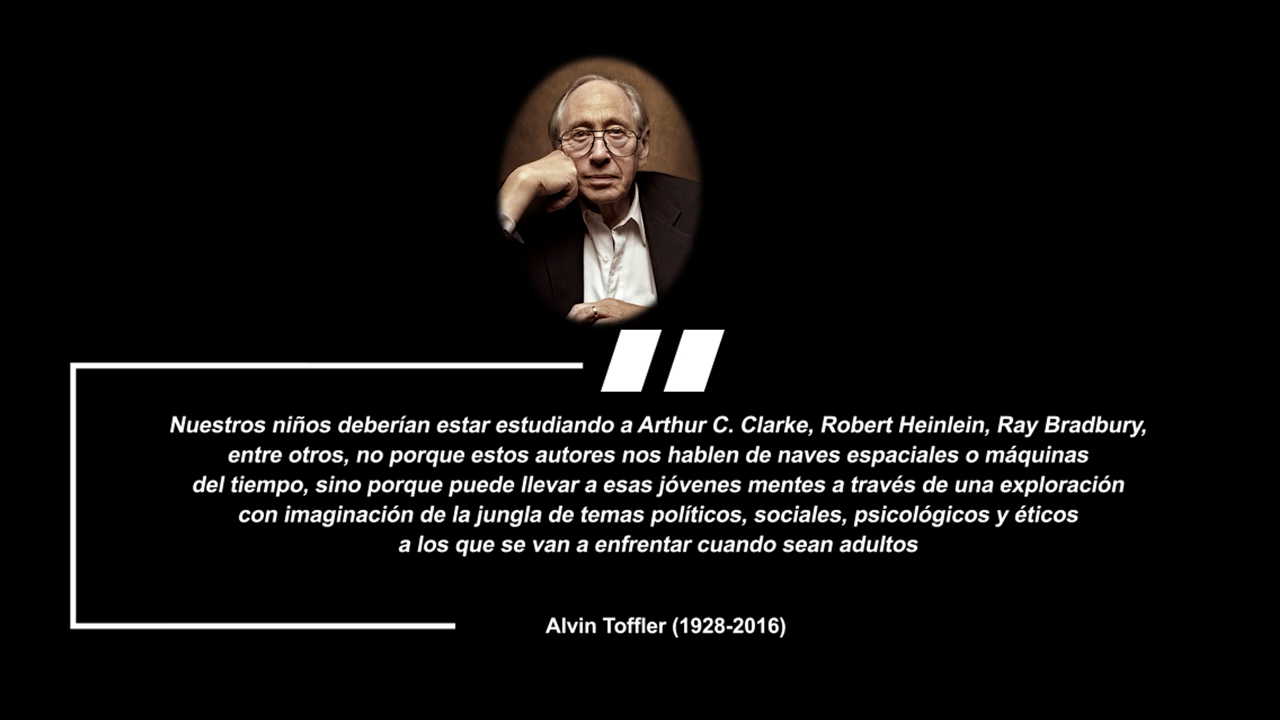 Nuestros niños deberían estar estudiando a Arthur C. Clarke, Robert Heinlein, Ray Bradbury,
entre otros, no porque estos autores nos hablen de naves espaciales o máquinas
del tiempo, sino porque puede llevar a esas jóvenes mentes a través de una exploración
con imaginación de la jungla de temas políticos, sociales, psicológicos y éticos
a los que se van a enfrentar cuando sean adultos
Alvin Toffler (1928-2016)